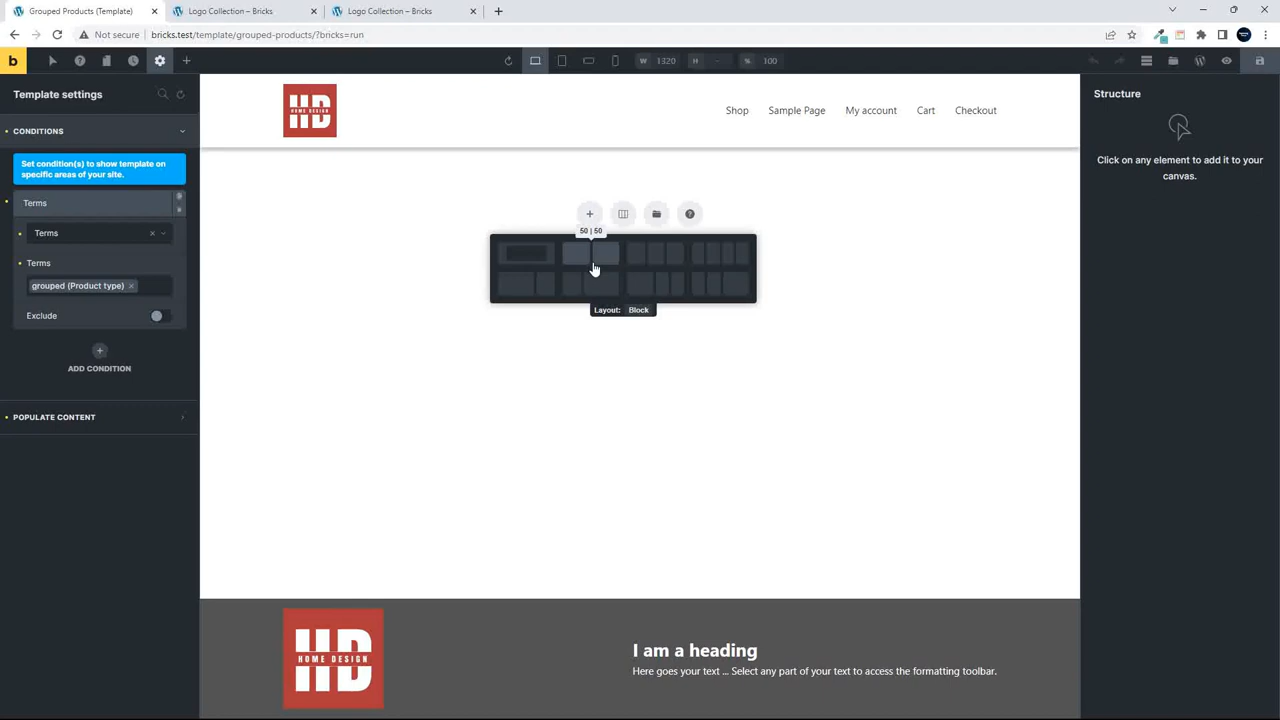 Grouped Products (Template)
Logo Collection – Bricks
Logo Collection – Bricks
Not secure
bricks.test/template/grouped-products/?bricks=run
b
W 1320 H - % 100
Template settings
CONDITIONS
Set condition(s) to show template on
specific areas of your site.
Terms
Terms
Terms
grouped (Product type)
Exclude
ADD CONDITION
POPULATE CONTENT
HD
HOME DESIGN
Shop
Sample Page
My account
Cart
Checkout
50 | 50
Layout: Block
Structure
Click on any element to add it to your
canvas.
HD
HOME DESIGN
I am a heading
Here goes your text ... Select any part of your text to access the formatting toolbar.